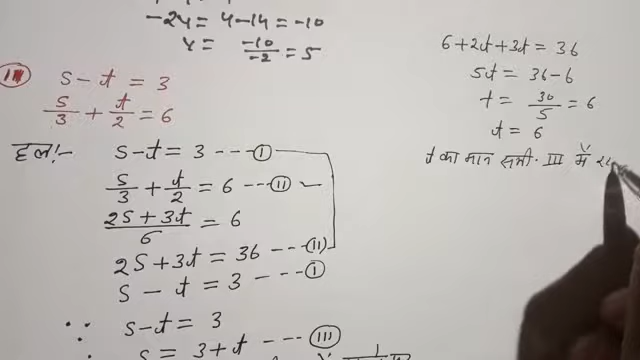 -2y = 4-14 = -10
y = -10/-2 = 5
s - t = 3
s/3 + t/2 = 6
हल:-
s-t = 3 --- I
s/3 + t/2 = 6 --- II
2s + 3t/6 = 6
2s + 3t = 36 --- II
s - t = 3 --- I
∵ s-t = 3
s = 3+t --- III
6+2t+3t = 36
5t = 36-6
t = 30/5 = 6
t = 6
t का मान समी. III में